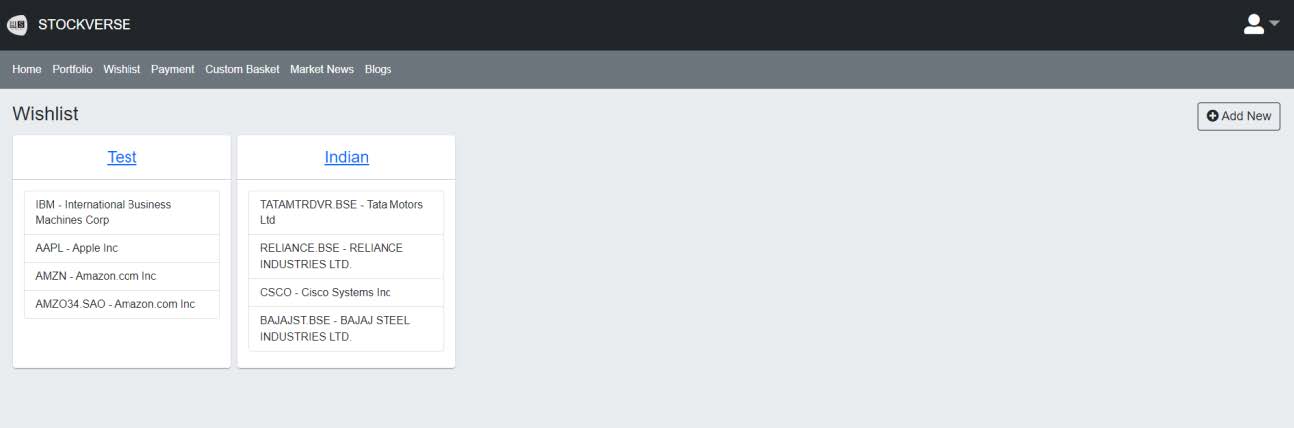 STOCKVERSE
Home Portfolio Wishlist Payment Custom Basket Market News Blogs
Wishlist
Add New
Test
IBM - International Business
Machines Corp
AAPL - Apple Inc
AMZN - Amazon.com Inc
AMZO34.SAO - Amazon.com Inc
Indian
TATAMTRDVR.BSE - Tata Motors
Ltd
RELIANCE.BSE - RELIANCE
INDUSTRIES LTD.
CSCO - Cisco Systems Inc
BAJAJST.BSE - BAJAJ STEEL
INDUSTRIES LTD.